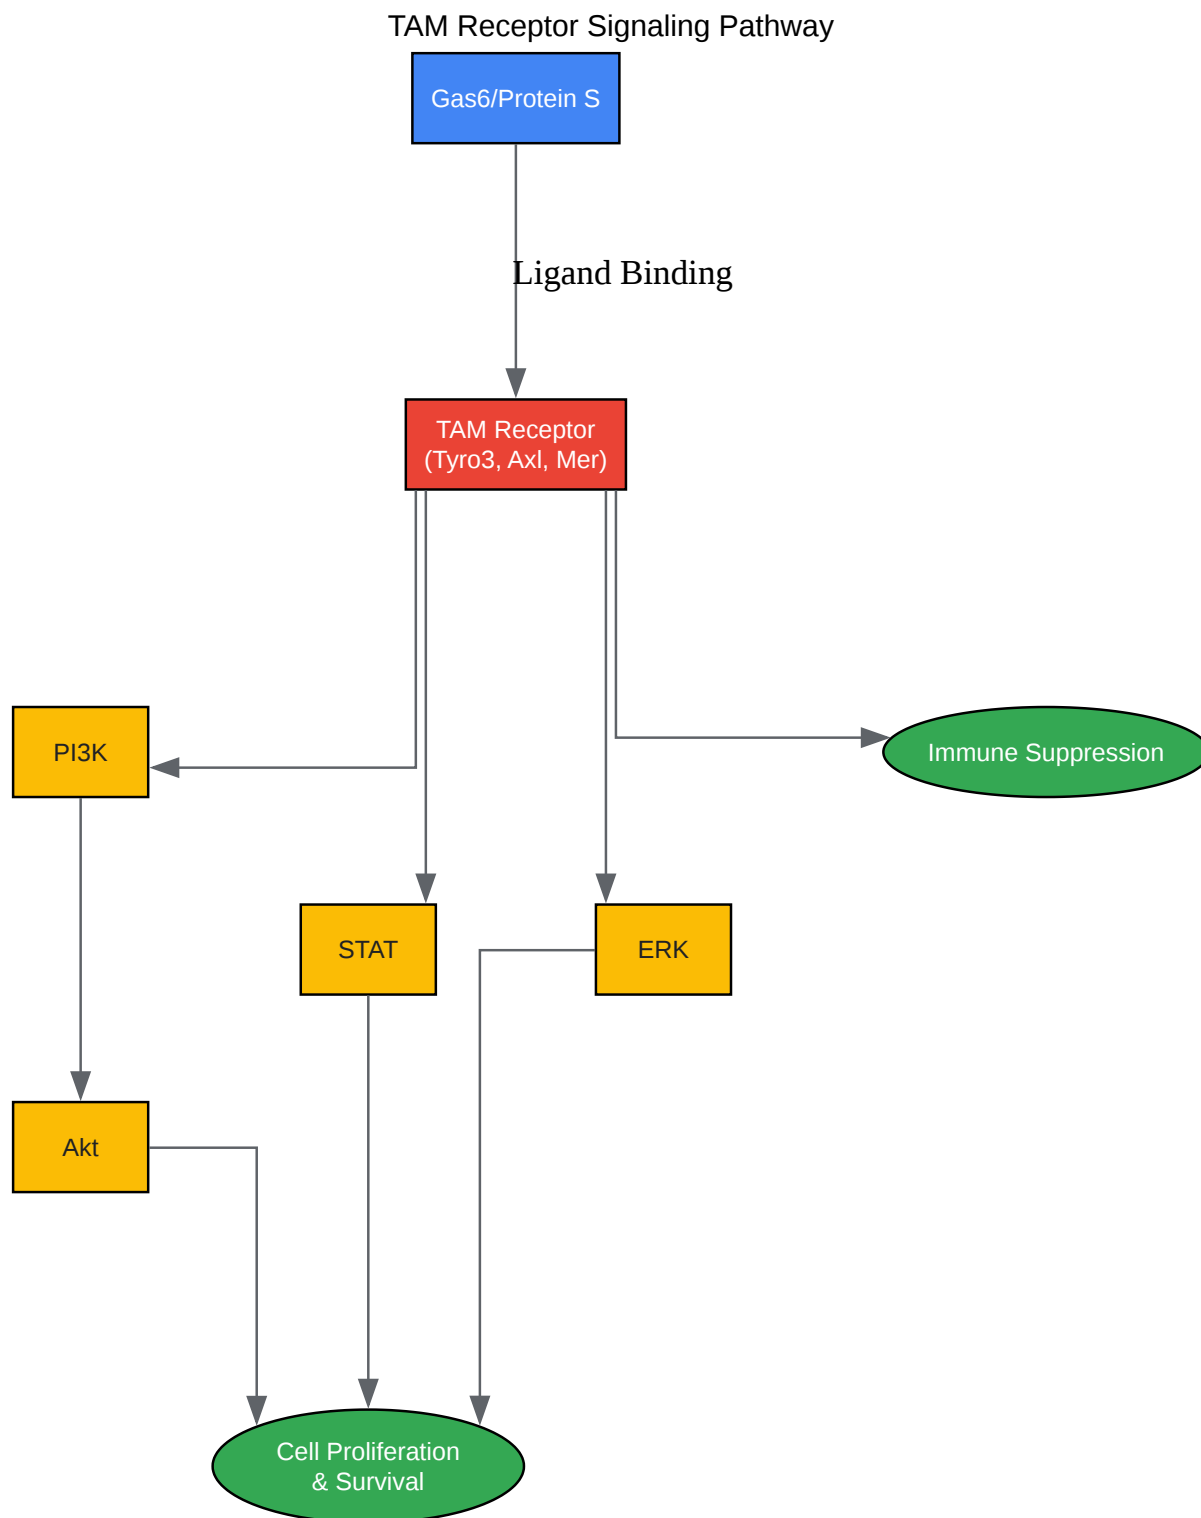 TAM Receptor Signaling Pathway
Gas6/Protein S
Ligand Binding
TAM Receptor
(Tyro3, Axl, Mer)
PI3K
Immune Suppression
STAT
ERK
Akt
Cell Proliferation
& Survival